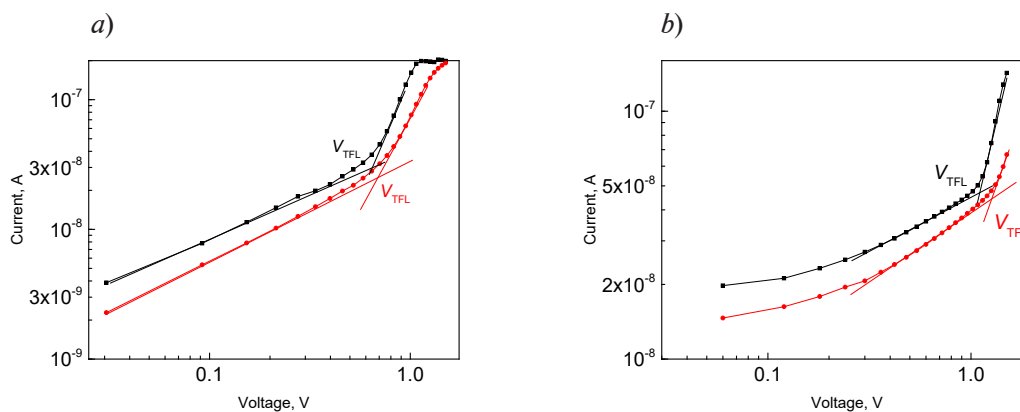 a)
b)
10⁻⁷
3x10⁻⁸
10⁻⁸
3x10⁻⁹
10⁻⁹
Current, A
V_TFL
V_TFL
0.1
1.0
Voltage, V
10⁻⁷
5x10⁻⁸
2x10⁻⁸
10⁻⁸
Current, A
V_TFL
V_TF
0.1
1.0
Voltage, V